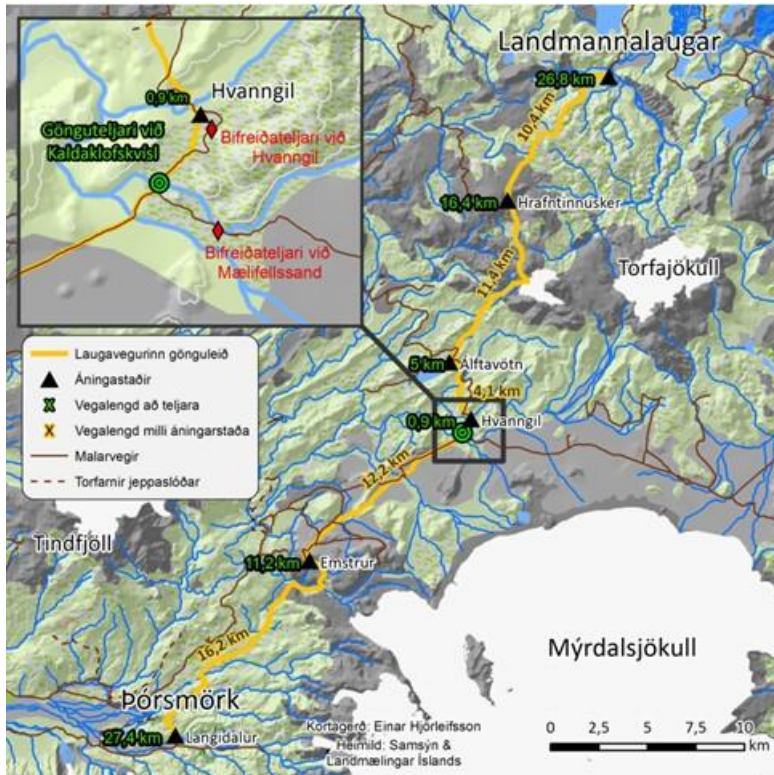 0,9 km
Hvanngil
Gönguteljari við
Kaldaklofskvísl
Bifreiðateljari við
Hvanngil
Bifreiðateljari við
Mælifellssand
Landmannalaugar
26,8 km
10,4 km
16,4 km
Hrafntinnusker
11,4 km
Torfajökull
5 km
Álftavötn
4,1 km
0,9 km
Hvanngil
12,2 km
Laugavegurinn gönguleið
Áningastaðir
X Vegalengd að teljara
X Vegalengd milli áningarstaða
Malarvegir
Torfarnir jeppaslóðar
Tindfjöll
11,2 km
Emstrur
16,2 km
Mýrdalsjökull
Þórsmörk
27,4 km
Langidalur
Kortagerð: Einar Hjörleifsson
Heimild: Samsýn &
Landmælingar Íslands
0 2,5 5 7,5 10
km